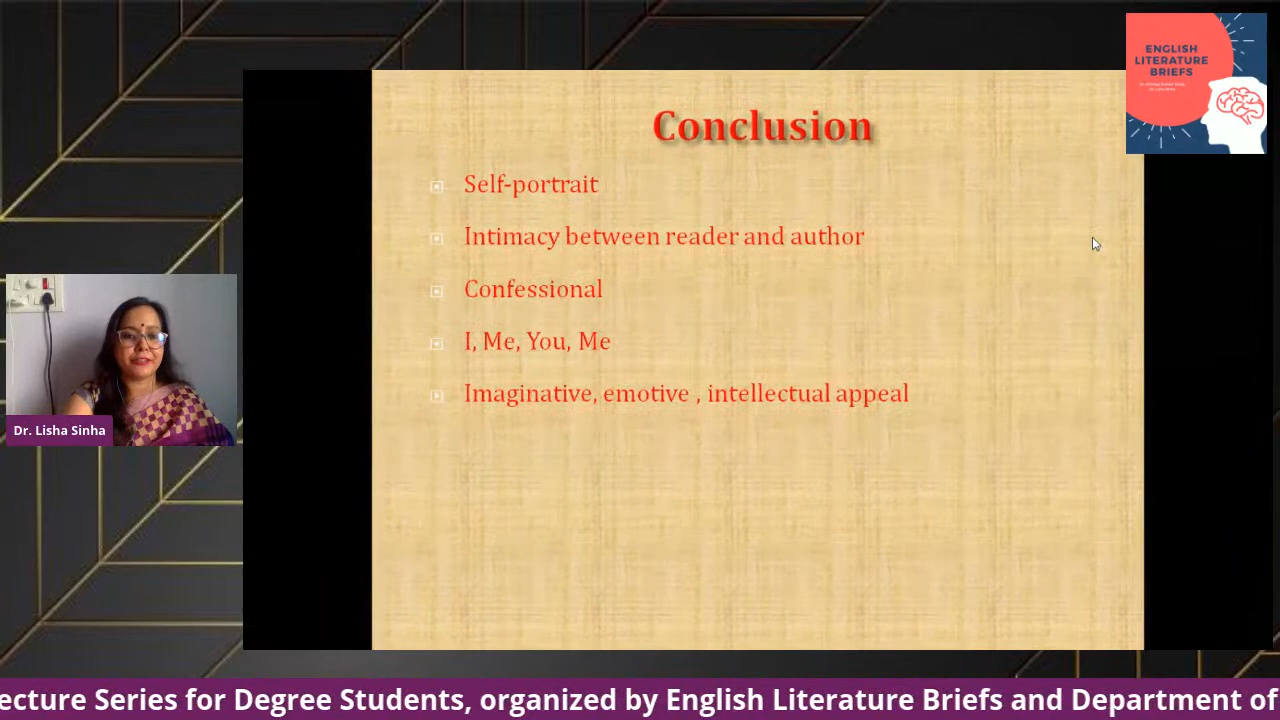 Conclusion
Self-portrait
Intimacy between reader and author
Confessional
I, Me, You, Me
Imaginative, emotive , intellectual appeal
ENGLISH
LITERATURE
BRIEFS
Dr. Lisha Sinha
ecture Series for Degree Students, organized by English Literature Briefs and Department of